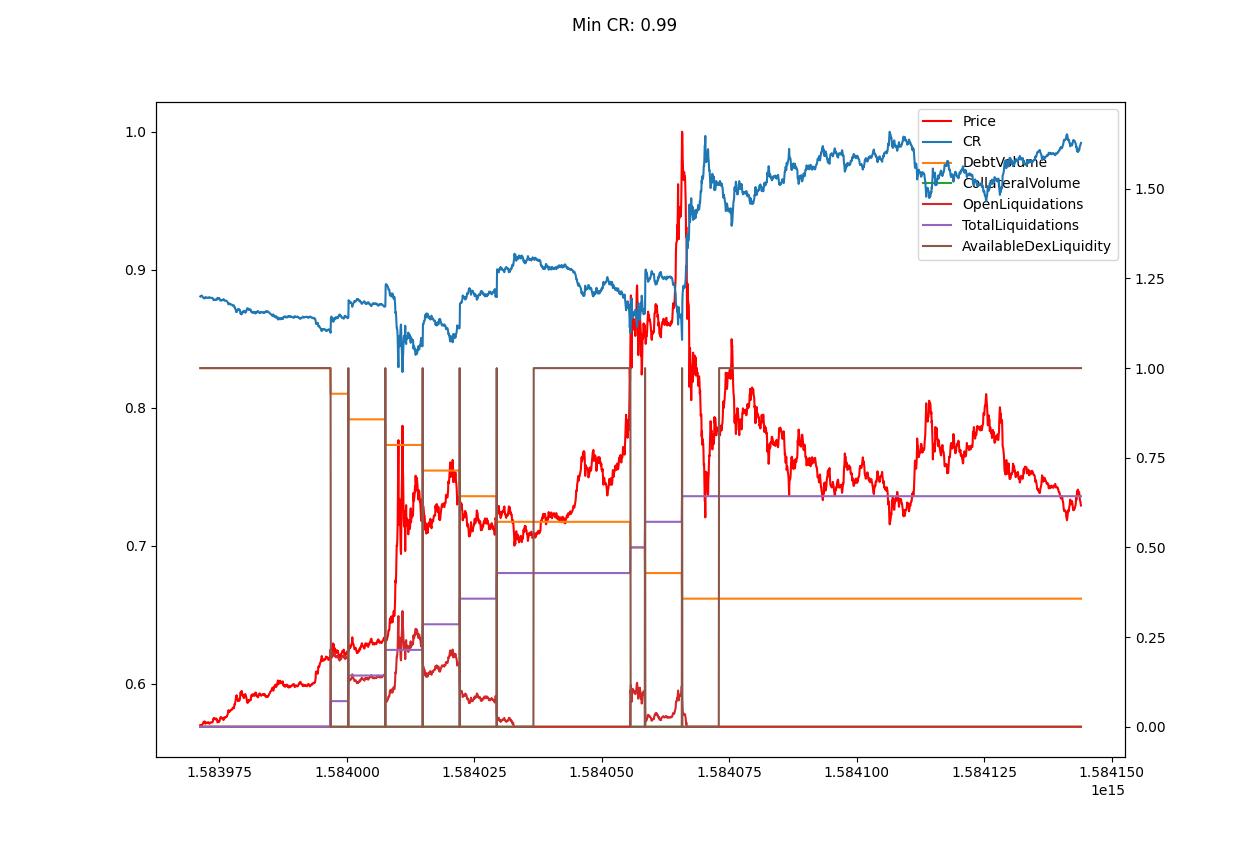 Min CR: 0.99
1.0
0.9
0.8
0.7
0.6
Price
CR
DebtVolume
CollateralVolume
OpenLiquidations
TotalLiquidations
AvailableDexLiquidity
1.50
1.25
1.00
0.75
0.50
0.25
0.00
1.583975 1.584000 1.584025 1.584050 1.584075 1.584100 1.584125 1.584150
1e15